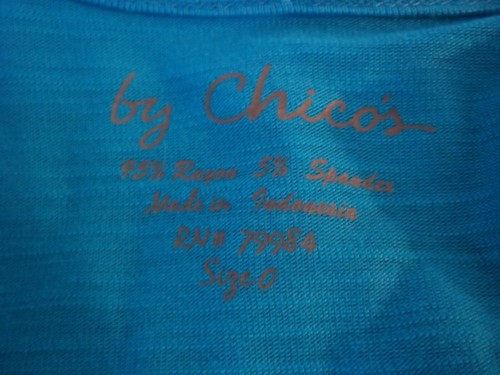 by Chico's
95% Rayon 5% Spandex
Made in Indonesia
RN# 79984
Size 0